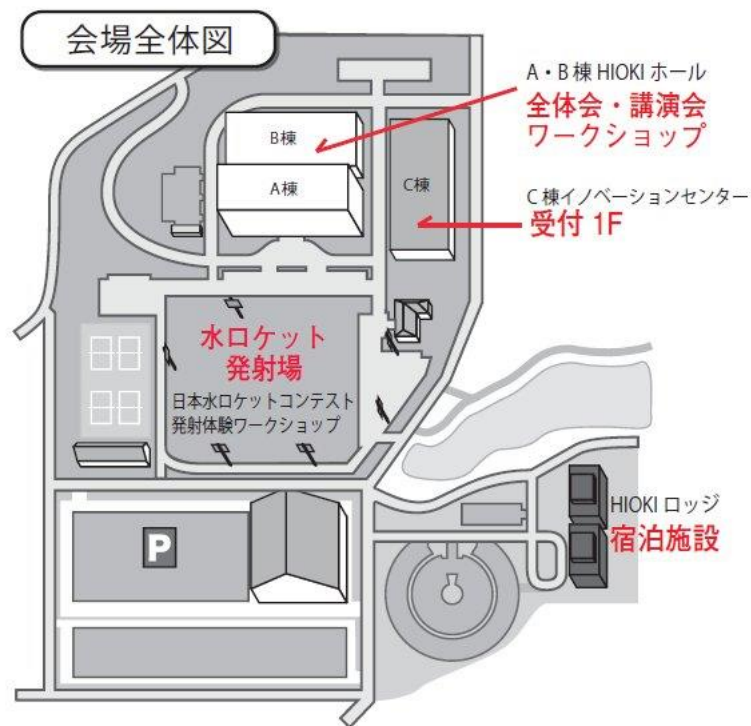 会場全体図
A・B棟 HIOKI ホール
全体会・講演会
ワークショップ
B棟
A棟
C棟
C棟イノベーションセンター
受付 1F
水ロケット
発射場
日本水ロケットコンテスト
発射体験ワークショップ
HIOKI ロッジ
宿泊施設
P